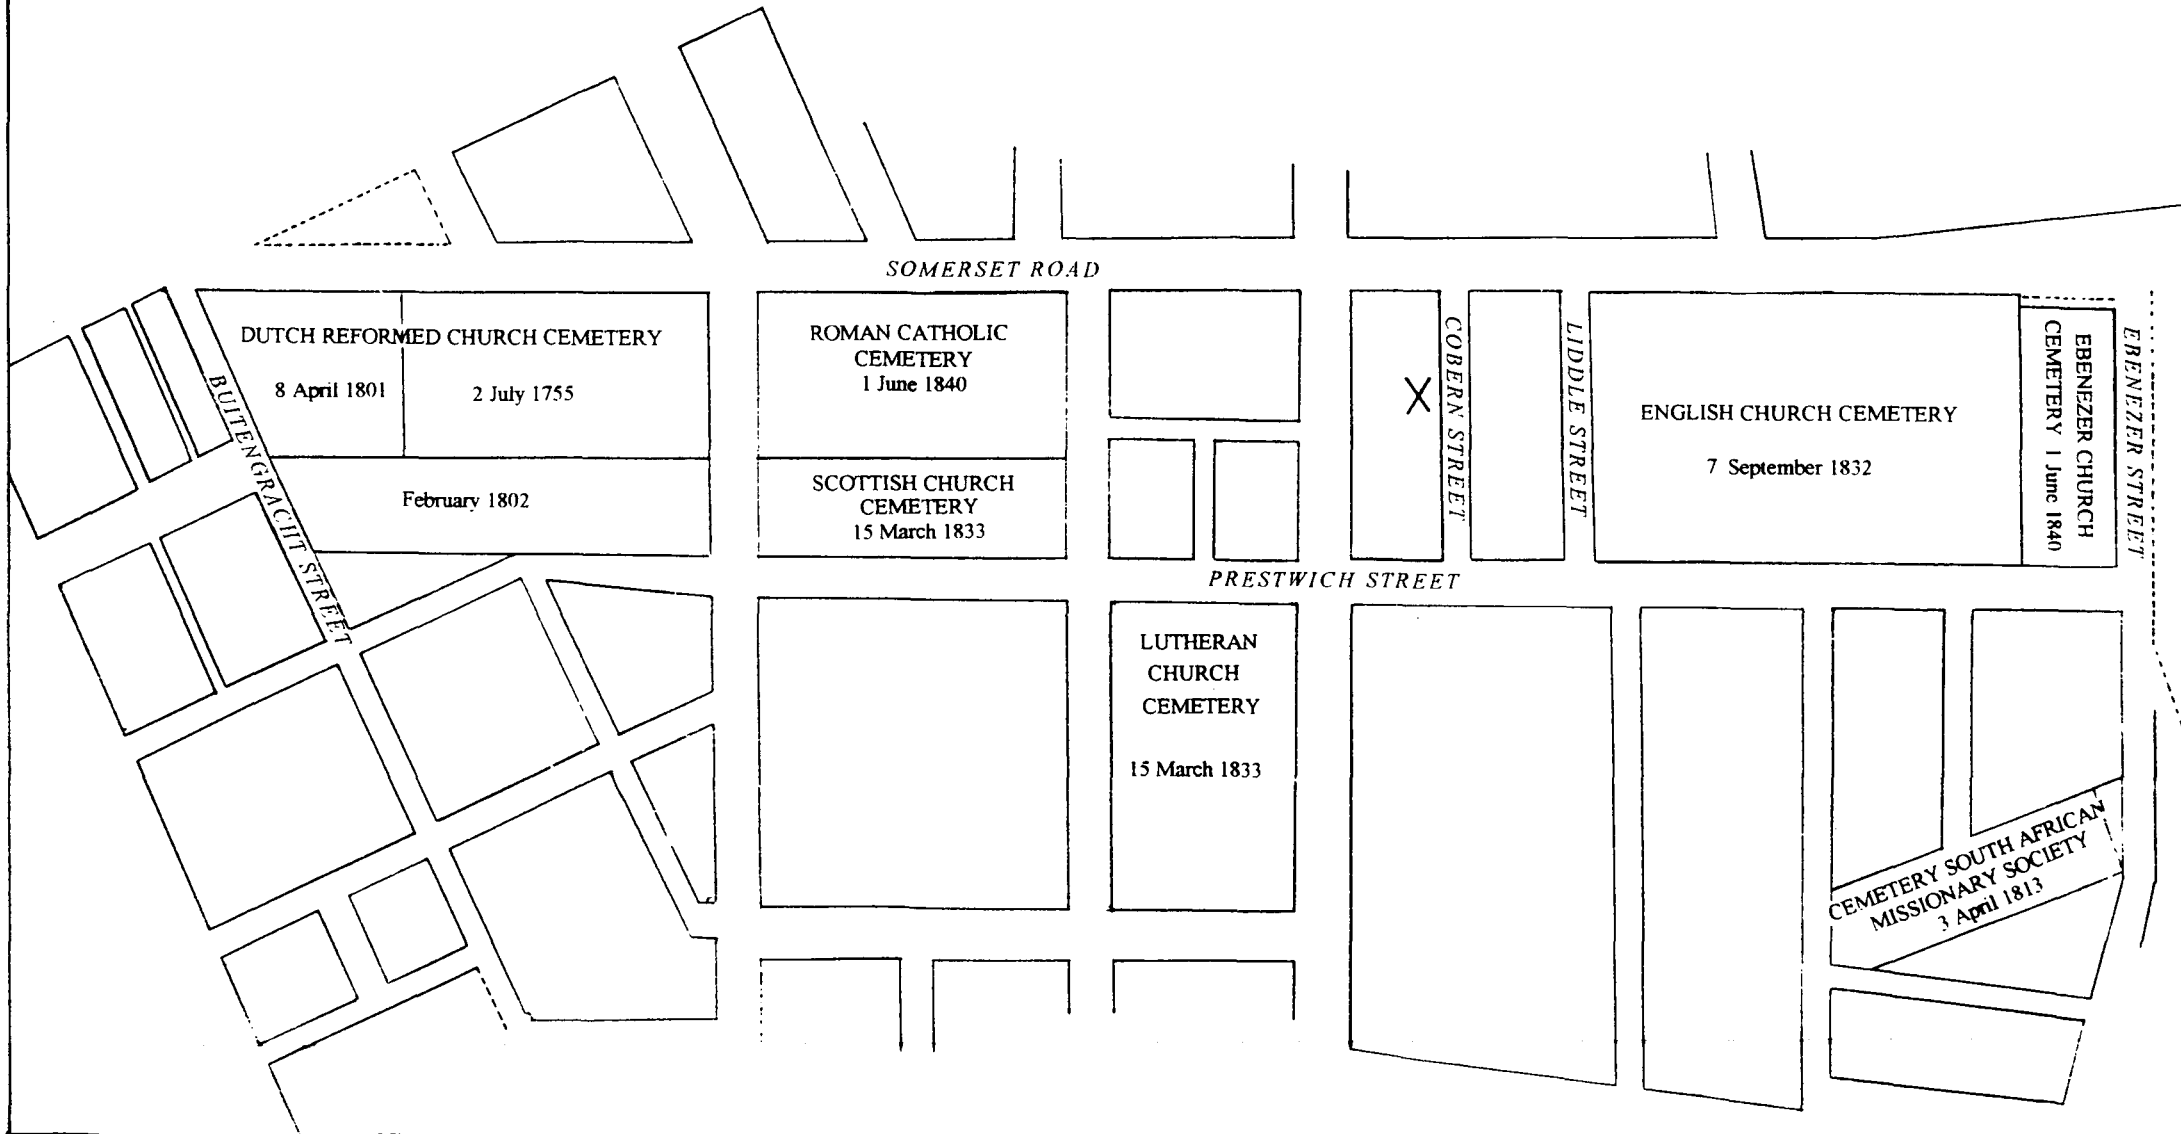 SOMERSET ROAD
DUTCH REFORMED CHURCH CEMETERY
8 April 1801
2 July 1755
February 1802
BUITENGRACHT STREET
ROMAN CATHOLIC
CEMETERY
1 June 1840
SCOTTISH CHURCH
CEMETERY
15 March 1833
X
COBERN STREET
LIDDLE STREET
ENGLISH CHURCH CEMETERY
7 September 1832
EBENEZER CHURCH
CEMETERY 1 June 1840
EBENEZER STREET
PRESTWICH STREET
LUTHERAN
CHURCH
CEMETERY
15 March 1833
CEMETERY SOUTH AFRICAN
MISSIONARY SOCIETY
3 April 1813